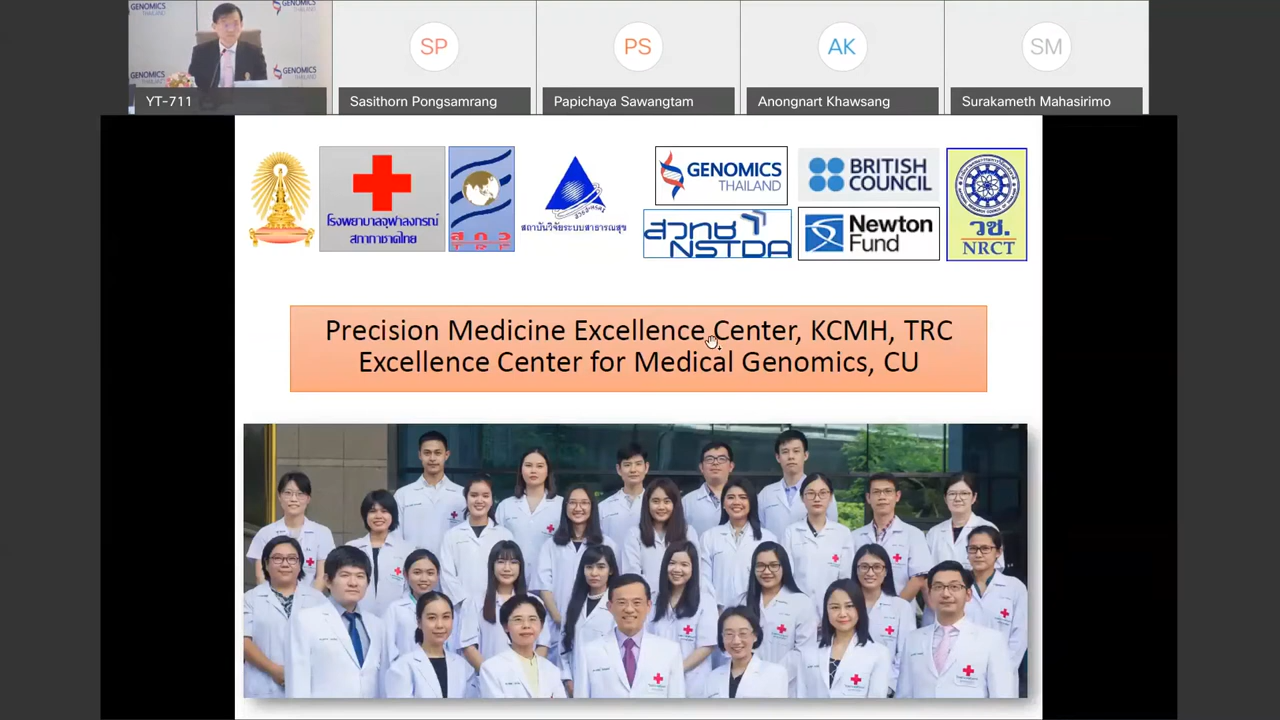 GENOMICS
THAILAND
GENOMICS
GENOMICS
THAILAND
SP
PS
AK
SM
YT-711
Sasithorn Pongsamrang
Papichaya Sawangtam
Anongnart Khawsang
Surakameth Mahasirimo
โรงพยาบาลจุฬาลงกรณ์
สภากาชาดไทย
สกว
TRF
สวรส
สถาบันวิจัยระบบสาธารณสุข
GENOMICS
THAILAND
สวทช
NSTDA
BRITISH
COUNCIL
Newton
Fund
วช.
NRCT
Precision Medicine Excellence Center, KCMH, TRC
Excellence Center for Medical Genomics, CU